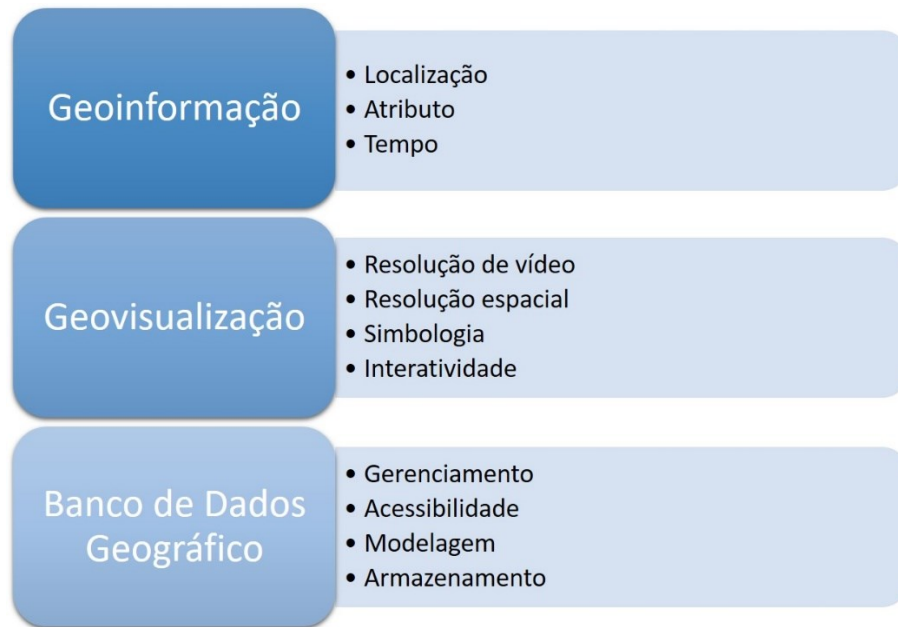 Geoinformação
• Localização
• Atributo
• Tempo
Geovisualização
• Resolução de vídeo
• Resolução espacial
• Simbologia
• Interatividade
Banco de Dados
Geográfico
• Gerenciamento
• Acessibilidade
• Modelagem
• Armazenamento